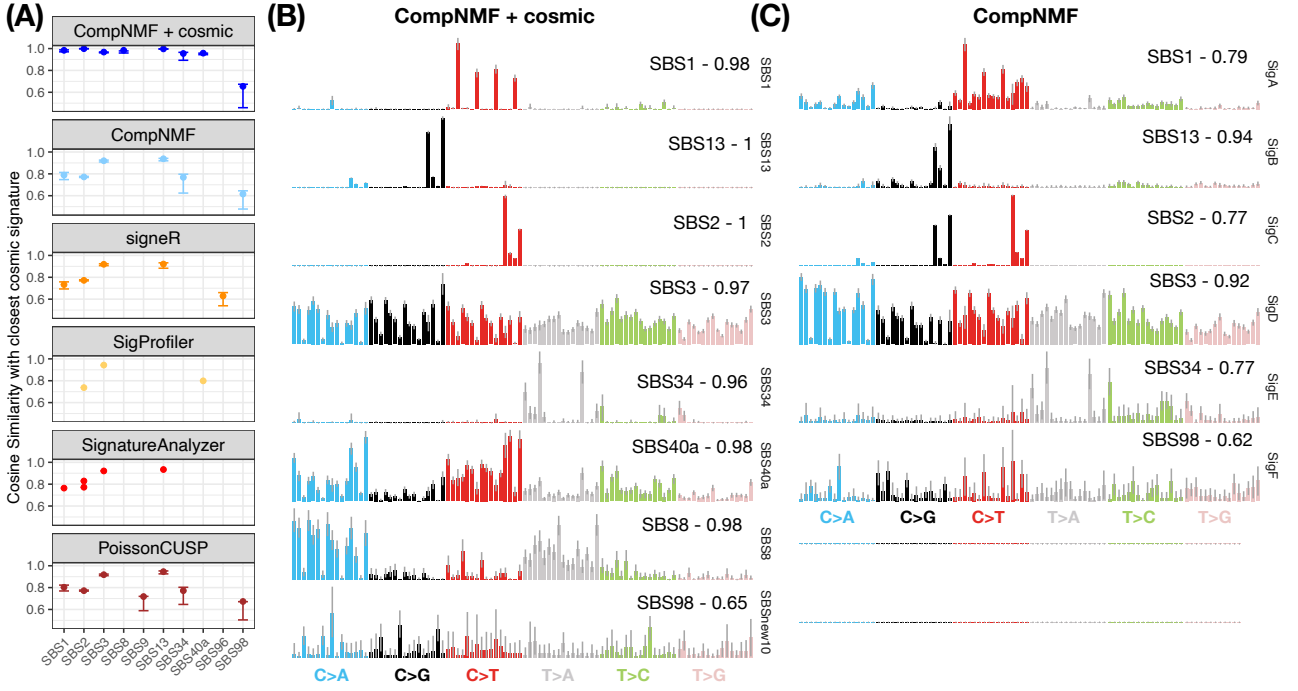 (A)
Cosine Similarity with closest cosmic signature
CompNMF + cosmic
1.0
0.8
0.6
CompNMF
1.0
0.8
0.6
signeR
1.0
0.8
0.6
SigProfiler
1.0
0.8
0.6
SignatureAnalyzer
1.0
0.8
0.6
PoissonCUSP
1.0
0.8
0.6
SBS1
SBS2
SBS3
SBS8
SBS9
SBS13
SBS34
SBS40a
SBS96
SBS98
(B)
CompNMF + cosmic
SBS1 - 0.98
SBS1
SBS13 - 1
SBS13
SBS2 - 1
SBS2
SBS3 - 0.97
SBS3
SBS34 - 0.96
SBS34
SBS40a - 0.98
SBS40a
SBS8 - 0.98
SBS8
SBS98 - 0.65
SBSnew10
C>A C>G C>T T>A T>C T>G
(C)
CompNMF
SBS1 - 0.79
SigA
SBS13 - 0.94
SigB
SBS2 - 0.77
SigC
SBS3 - 0.92
SigD
SBS34 - 0.77
SigE
SBS98 - 0.62
SigF
C>A C>G C>T T>A T>C T>G